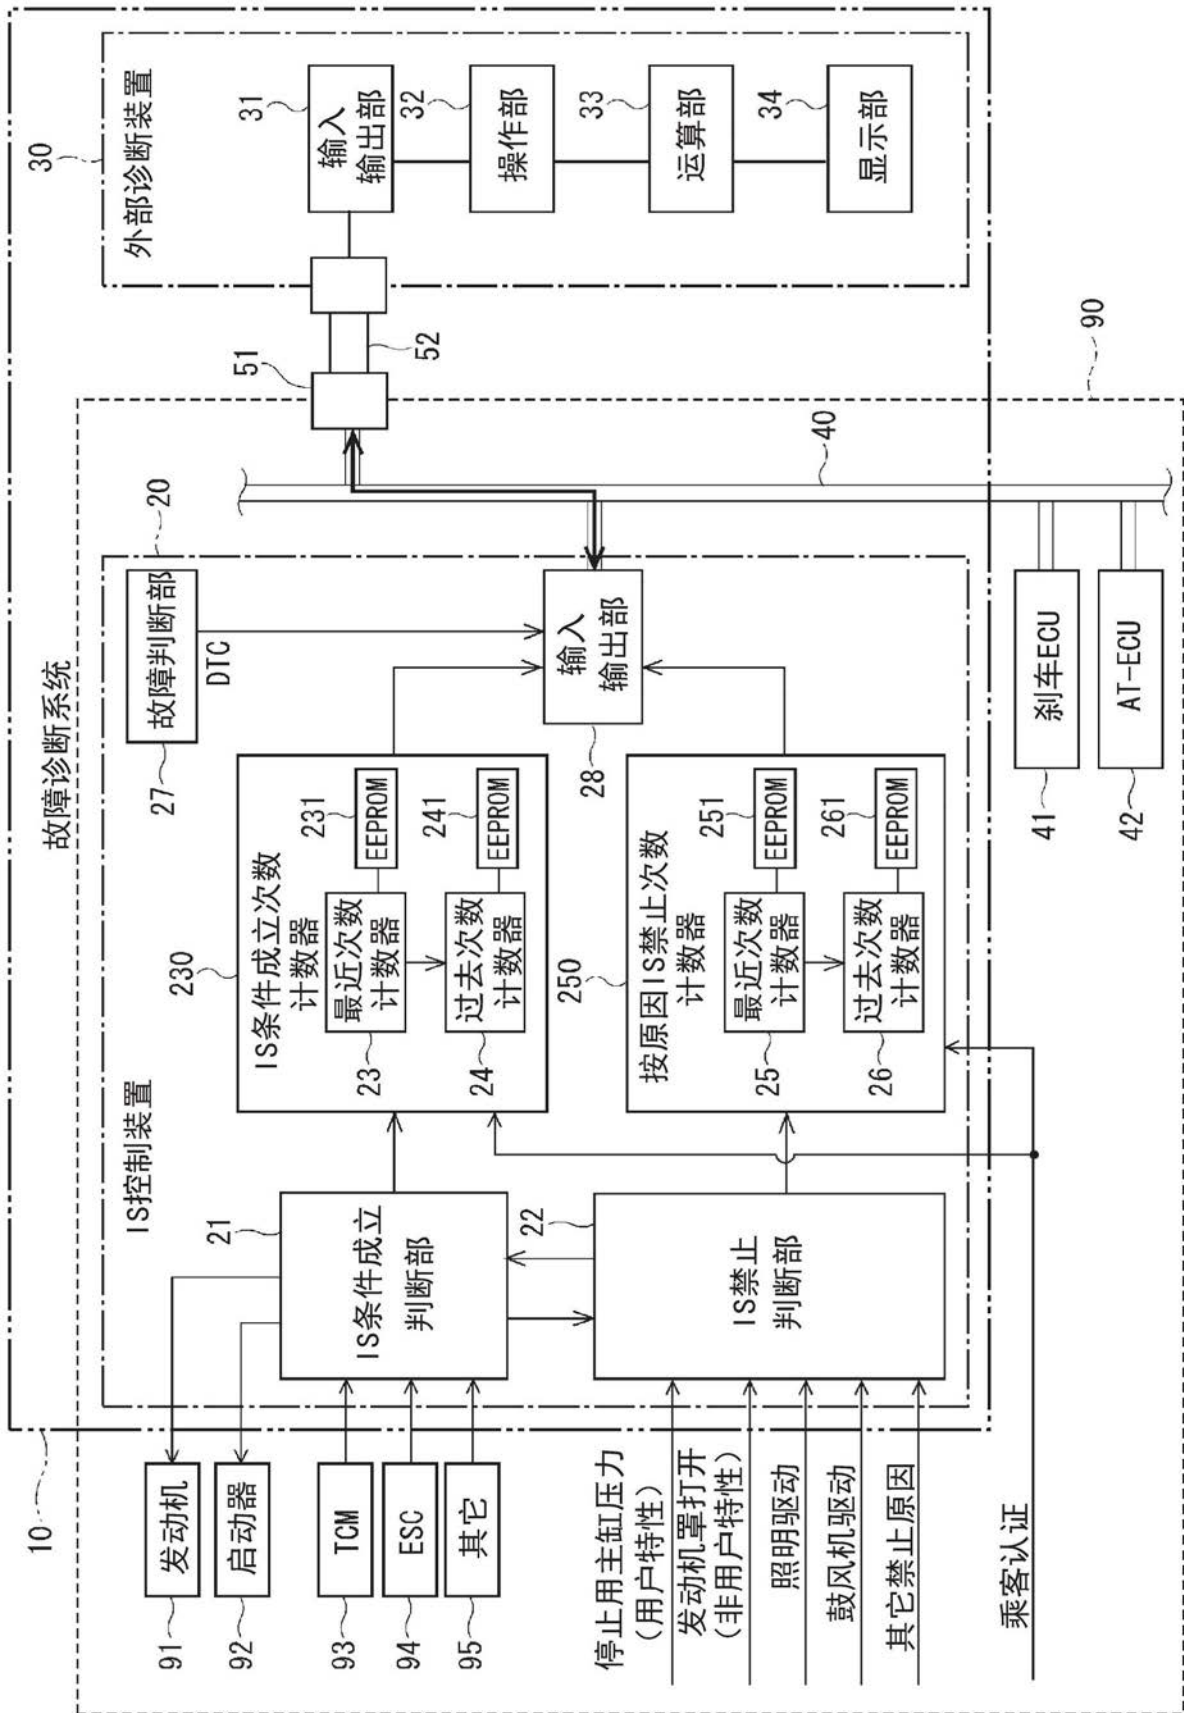 故障诊断系统
10
IS控制装置
20
外部诊断装置
30
发动机
91
启动器
92
TCM
93
ESC
94
其它
95
IS条件成立
判断部
21
IS禁止
判断部
22
停止用主缸压力
(用户特性)
发动机罩打开
(非用户特性)
照明驱动
鼓风机驱动
其它禁止原因
乘客认证
230
IS条件成立次数
计数器
最近次数
计数器
23
EEPROM
231
过去次数
计数器
24
EEPROM
241
250
按原因IS禁止次数
计数器
最近次数
计数器
25
EEPROM
251
过去次数
计数器
26
EEPROM
261
故障判断部
27
DTC
输入
输出部
28
刹车ECU
41
AT-ECU
42
40
90
51
52
输入
输出部
31
操作部
32
运算部
33
显示部
34